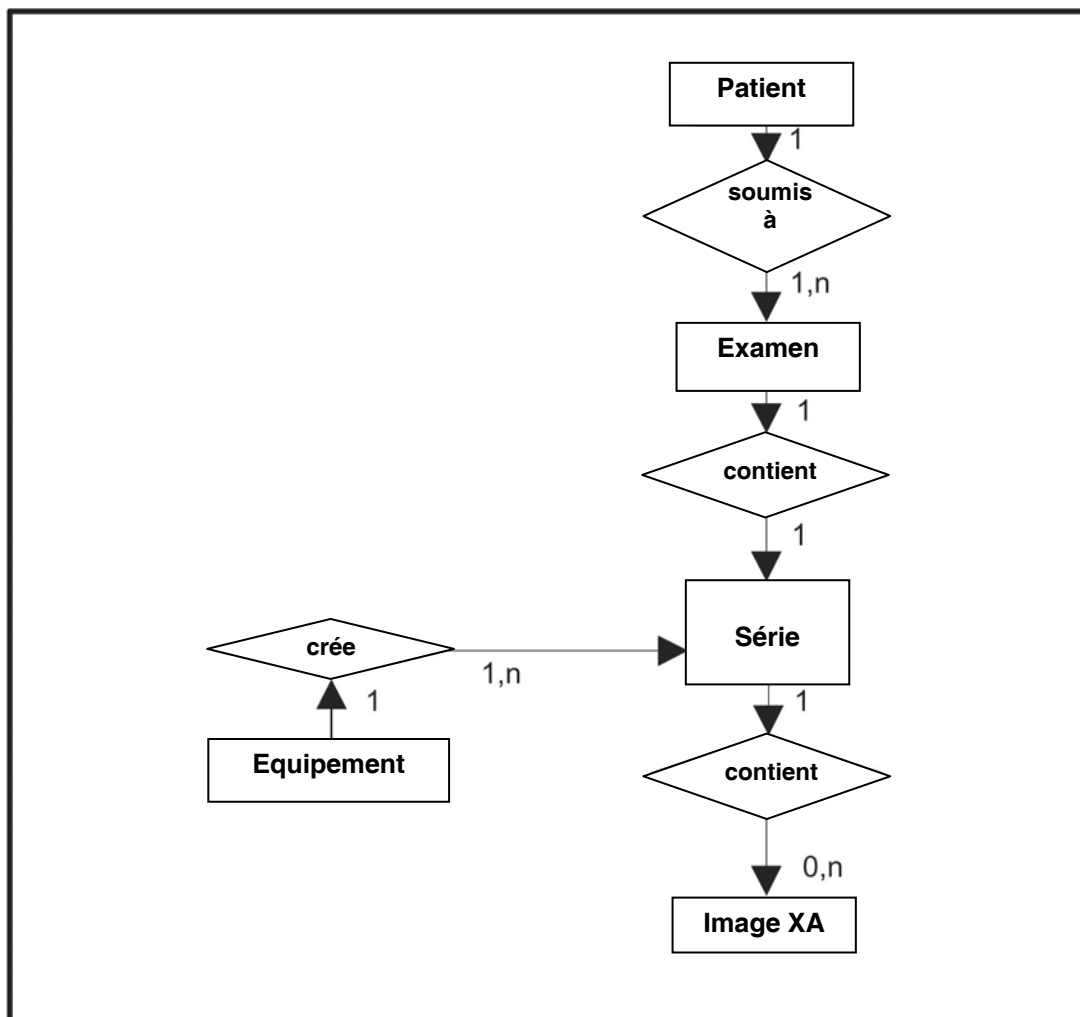 Patient
1
soumis
à
1,n
Examen
1
contient
1
Série
crée
1,n
1
1
Equipement
contient
0,n
Image XA